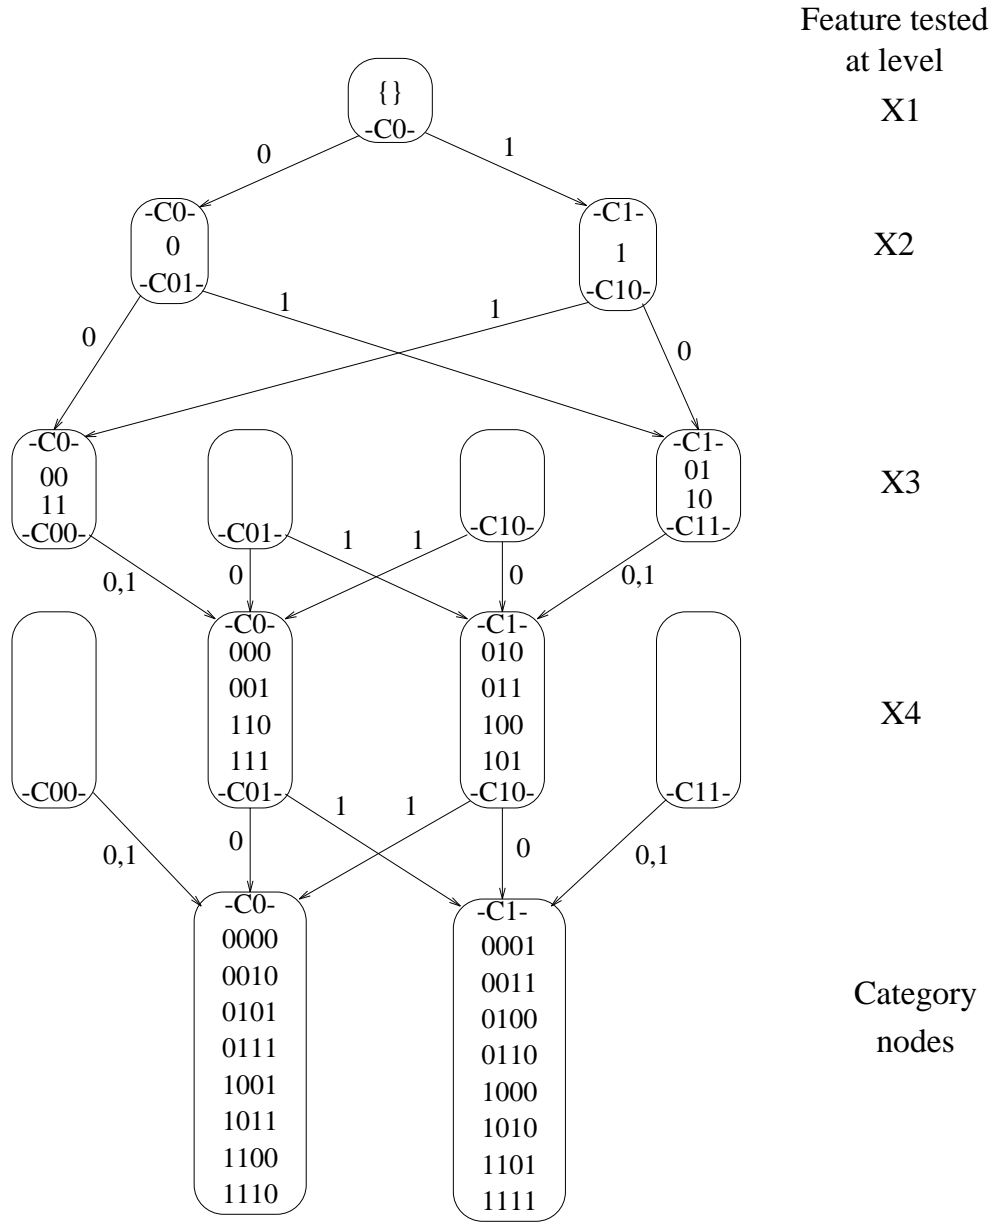 Feature tested
at level
{}
-C0-
X1
0
1
-C0-
0
-C01-
-C1-
1
-C10-
X2
0
1
1
0
-C0-
00
11
-C00-
-C01-
-C10-
-C1-
01
10
-C11-
X3
0,1
0
1
1
0
0,1
-C00-
-C0-
000
001
110
111
-C01-
-C1-
010
011
100
101
-C10-
-C11-
X4
0,1
0
1
1
0
0,1
-C0-
0000
0010
0101
0111
1001
1011
1100
1110
-C1-
0001
0011
0100
0110
1000
1010
1101
1111
Category
nodes